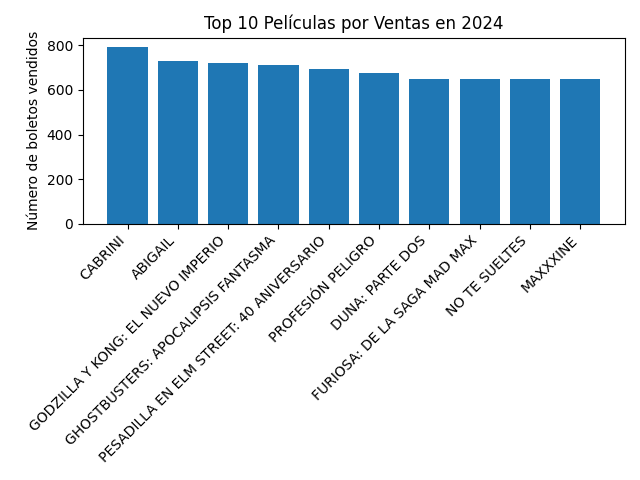 Top 10 Películas por Ventas en 2024
Número de boletos vendidos
800
600
400
200
0
CABRINI
ABIGAIL
GODZILLA Y KONG: EL NUEVO IMPERIO
GHOSTBUSTERS: APOCALIPSIS FANTASMA
PESADILLA EN ELM STREET: 40 ANIVERSARIO
PROFESIÓN PELIGRO
DUNA: PARTE DOS
FURIOSA: DE LA SAGA MAD MAX
NO TE SUELTES
MAXXXINE